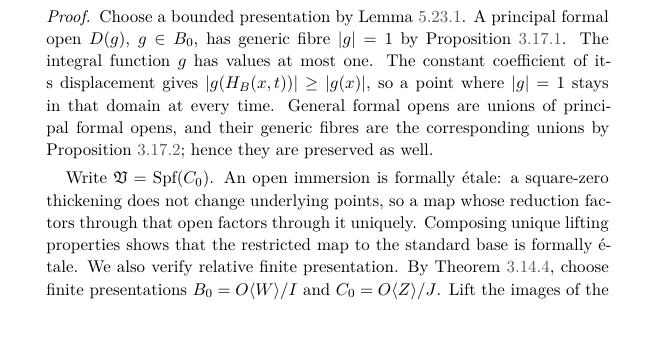 Proof. Choose a bounded presentation by Lemma 5.23.1. A principal formal
open D(g), g ∈ B₀, has generic fibre |g| = 1 by Proposition 3.17.1. The
integral function g has values at most one. The constant coefficient of it-
s displacement gives |g(H_B(x, t))| ≥ |g(x)|, so a point where |g| = 1 stays
in that domain at every time. General formal opens are unions of princi-
pal formal opens, and their generic fibres are the corresponding unions by
Proposition 3.17.2; hence they are preserved as well.
Write 𝔙 = Spf(C₀). An open immersion is formally étale: a square-zero
thickening does not change underlying points, so a map whose reduction fac-
tors through that open factors through it uniquely. Composing unique lifting
properties shows that the restricted map to the standard base is formally é-
tale. We also verify relative finite presentation. By Theorem 3.14.4, choose
finite presentations B₀ = O⟨W⟩/I and C₀ = O⟨Z⟩/J. Lift the images of the